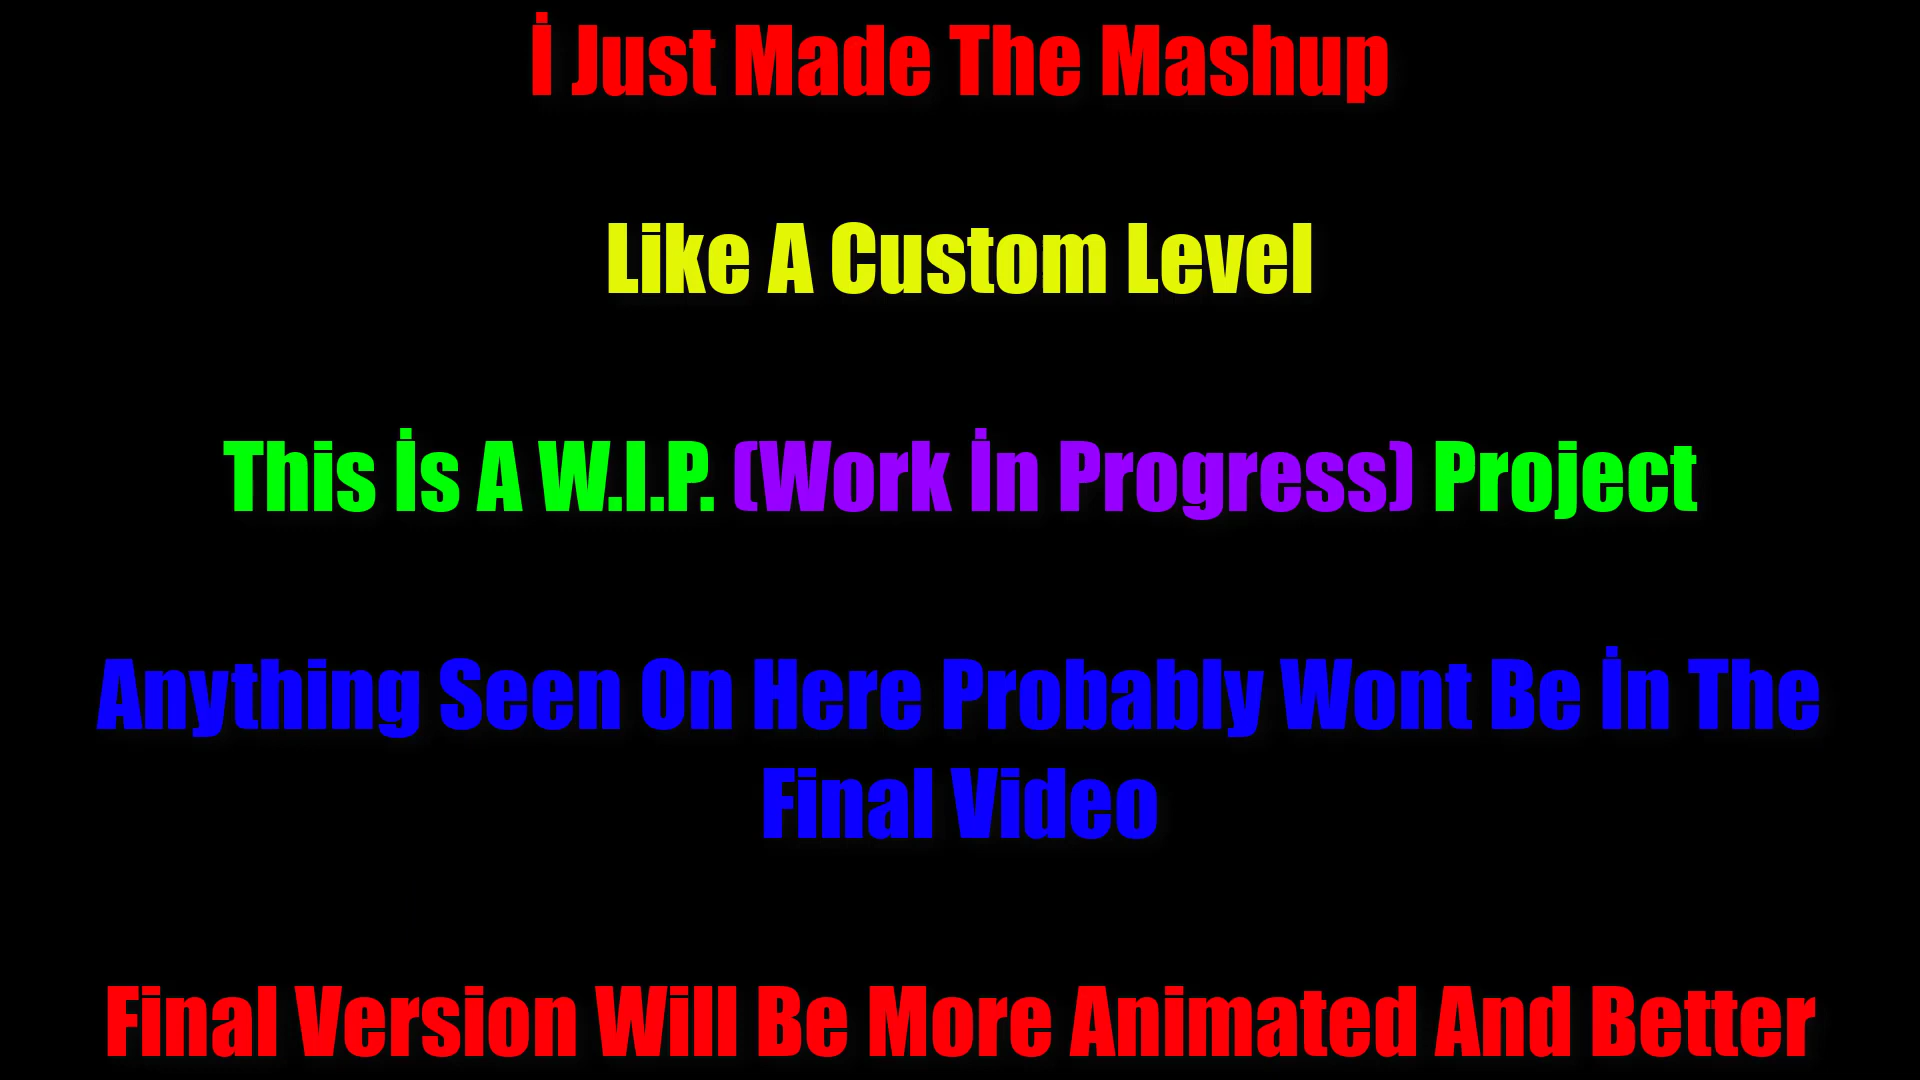 İ Just Made The Mashup
Like A Custom Level
This İs A W.I.P. (Work İn Progress) Project
Anything Seen On Here Probably Wont Be İn The
Final Video
Final Version Will Be More Animated And Better